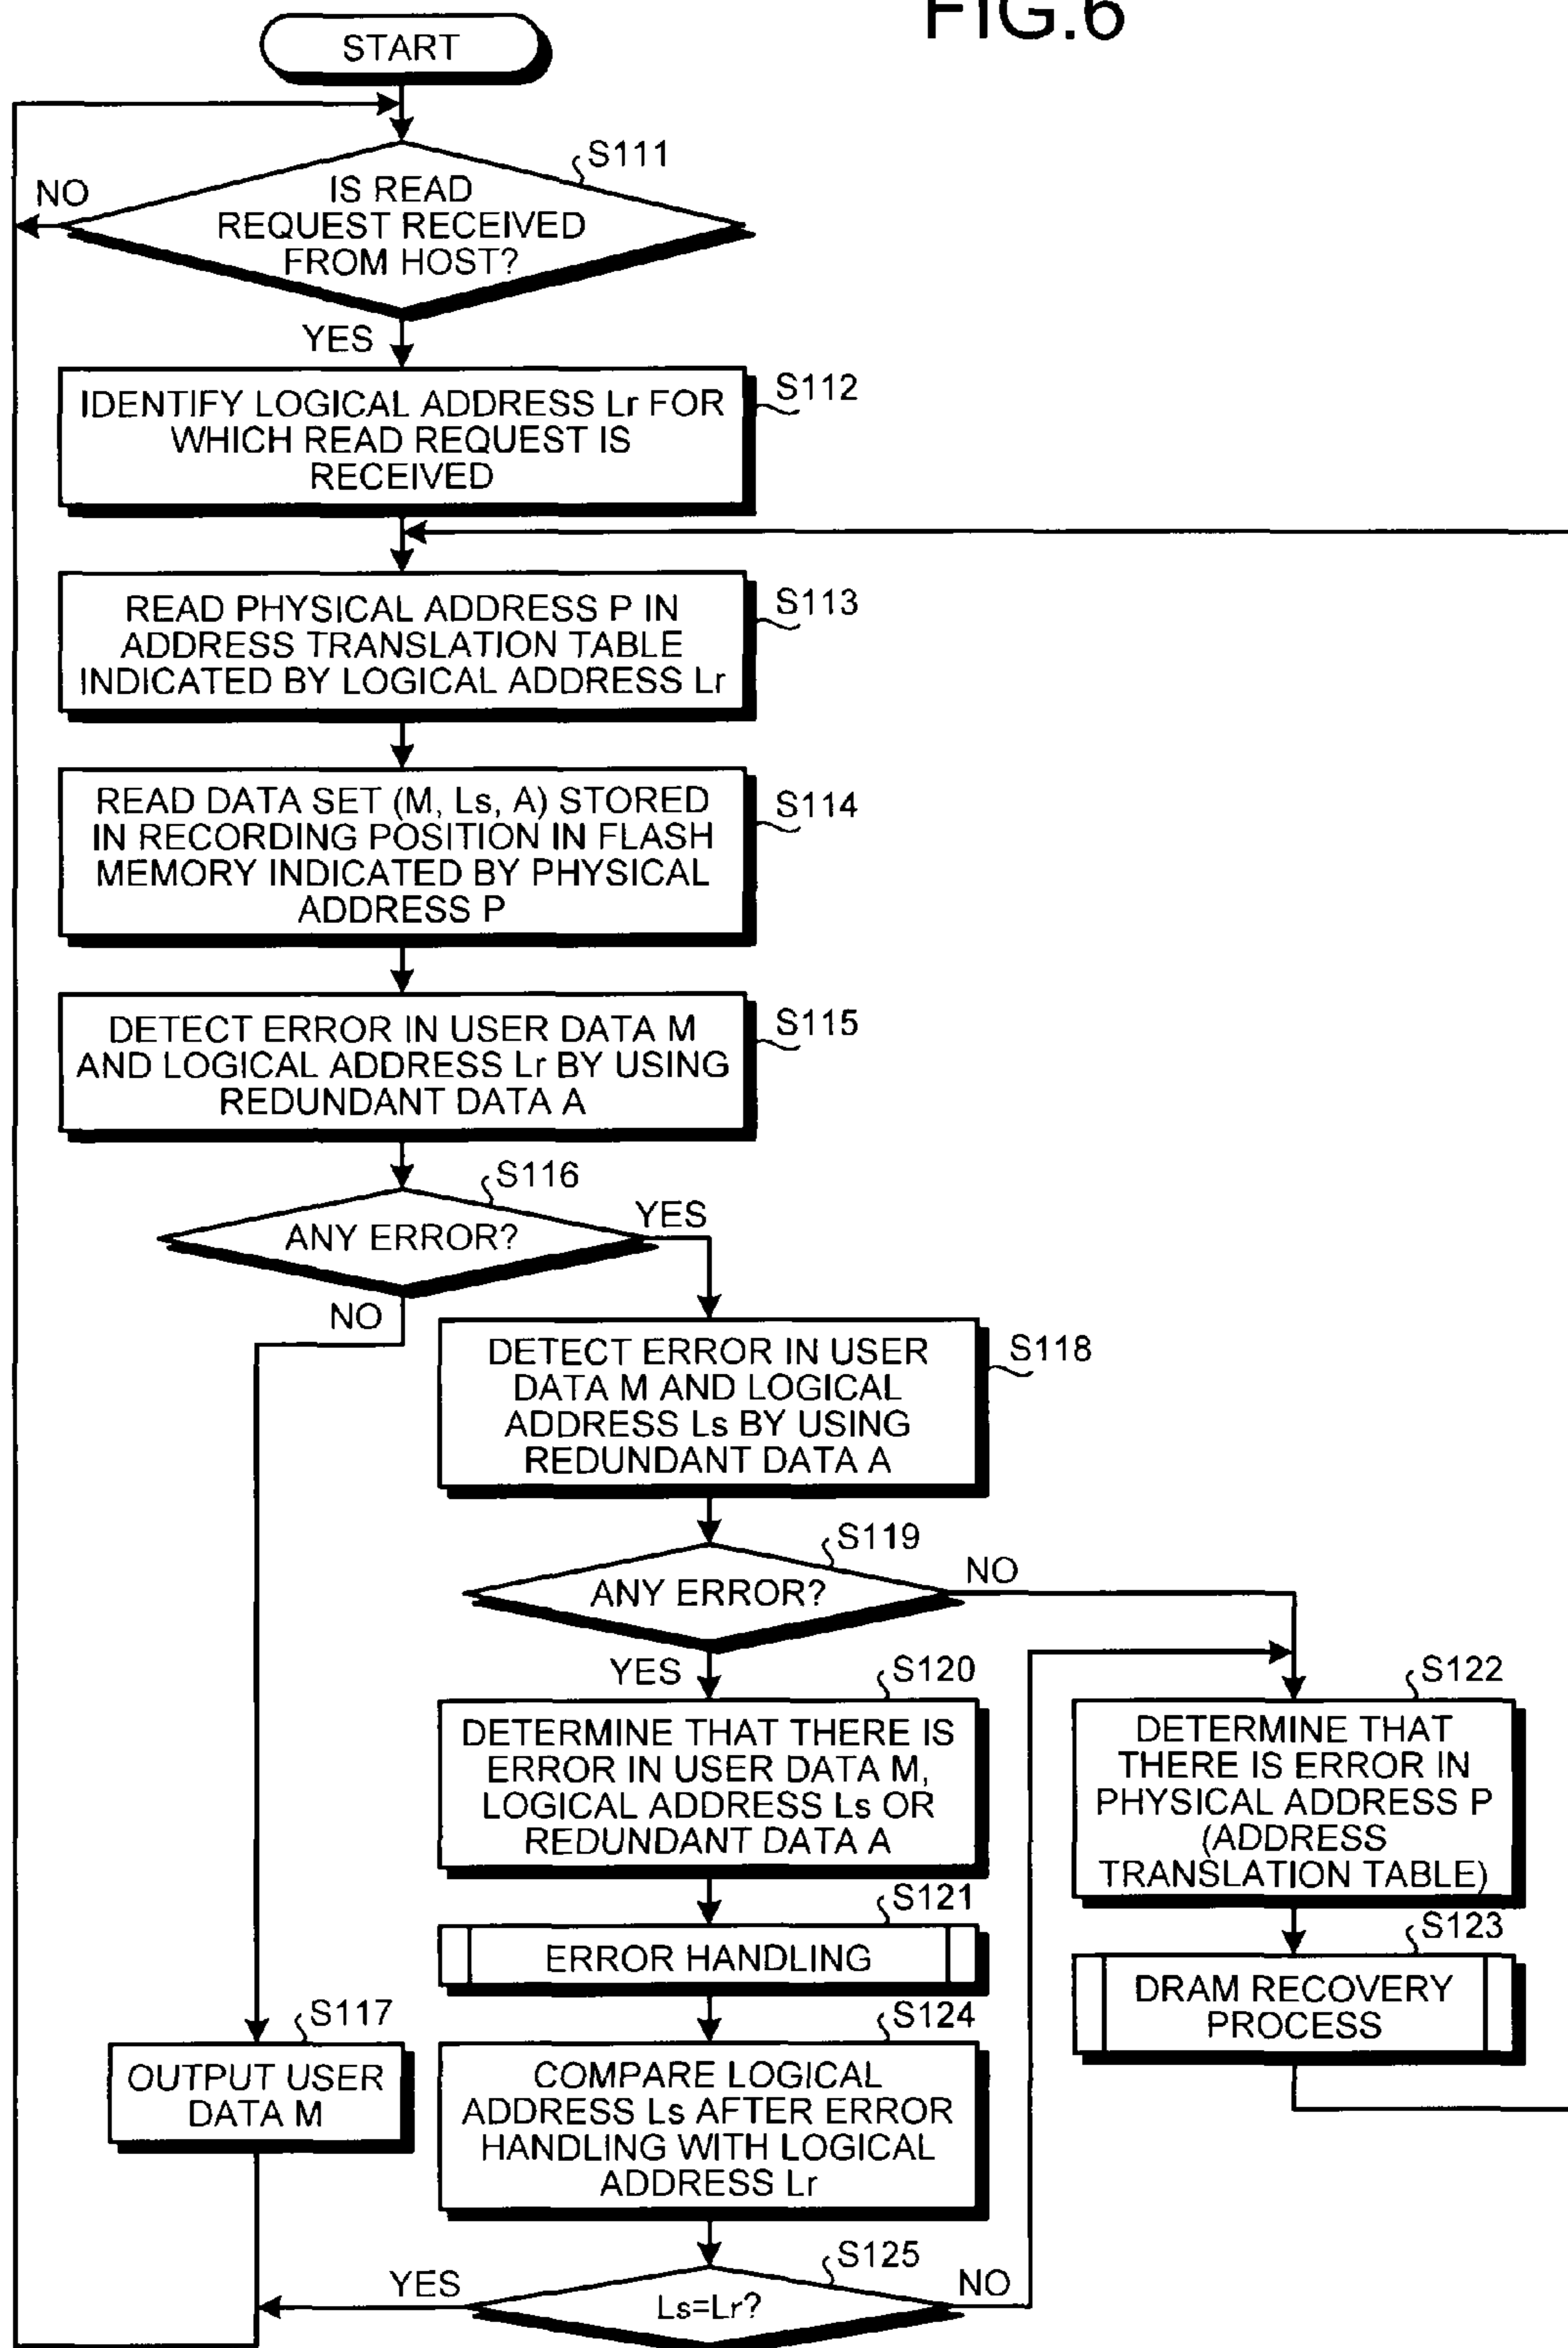 FIG.6
START
S111
NO
IS READ
REQUEST RECEIVED
FROM HOST?
YES
S112
IDENTIFY LOGICAL ADDRESS Lr FOR
WHICH READ REQUEST IS
RECEIVED
S113
READ PHYSICAL ADDRESS P IN
ADDRESS TRANSLATION TABLE
INDICATED BY LOGICAL ADDRESS Lr
S114
READ DATA SET (M, Ls, A) STORED
IN RECORDING POSITION IN FLASH
MEMORY INDICATED BY PHYSICAL
ADDRESS P
S115
DETECT ERROR IN USER DATA M
AND LOGICAL ADDRESS Lr BY USING
REDUNDANT DATA A
S116
ANY ERROR?
YES
NO
S118
DETECT ERROR IN USER
DATA M AND LOGICAL
ADDRESS Ls BY USING
REDUNDANT DATA A
S119
ANY ERROR?
NO
YES
S120
DETERMINE THAT THERE IS
ERROR IN USER DATA M,
LOGICAL ADDRESS Ls OR
REDUNDANT DATA A
S122
DETERMINE THAT
THERE IS ERROR IN
PHYSICAL ADDRESS P
(ADDRESS
TRANSLATION TABLE)
S121
ERROR HANDLING
S123
DRAM RECOVERY
PROCESS
S117
OUTPUT USER
DATA M
S124
COMPARE LOGICAL
ADDRESS Ls AFTER ERROR
HANDLING WITH LOGICAL
ADDRESS Lr
S125
YES
Ls=Lr?
NO